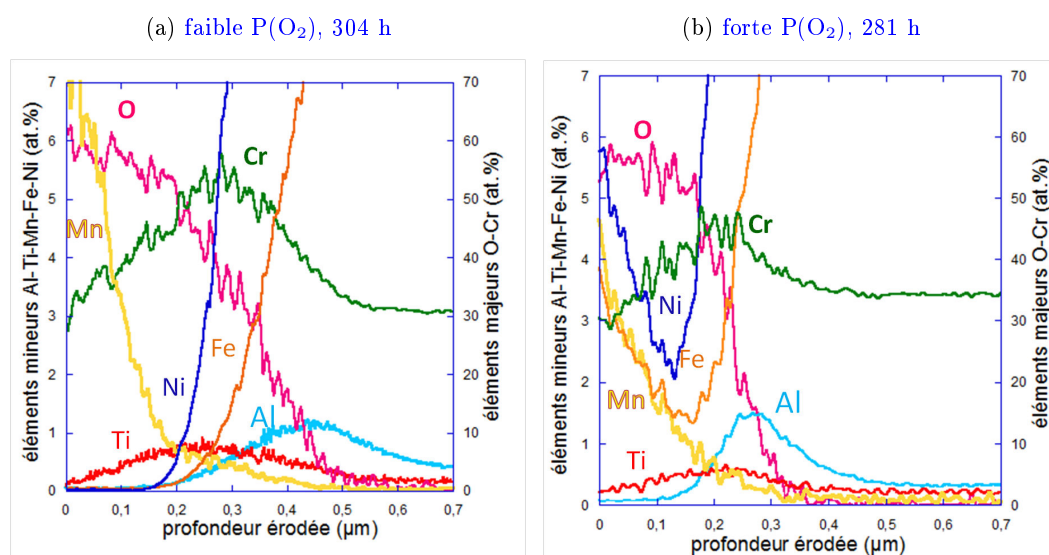 (a) faible P(O₂), 304 h
(b) forte P(O₂), 281 h
éléments mineurs Al-Ti-Mn-Fe-Ni (at.%)
7
6
5
4
3
2
1
0
O
Cr
Mn
Ni
Fe
Al
Ti
70
60
50
40
30
20
10
0
éléments majeurs O-Cr (at.%)
0 0,1 0,2 0,3 0,4 0,5 0,6 0,7
profondeur érodée (µm)
éléments mineurs Al-Ti-Mn-Fe-Ni (at.%)
7
6
5
4
3
2
1
0
O
Cr
Ni
Fe
Mn
Al
Ti
70
60
50
40
30
20
10
0
éléments majeurs O-Cr (at.%)
0 0,1 0,2 0,3 0,4 0,5 0,6 0,7
profondeur érodée (µm)